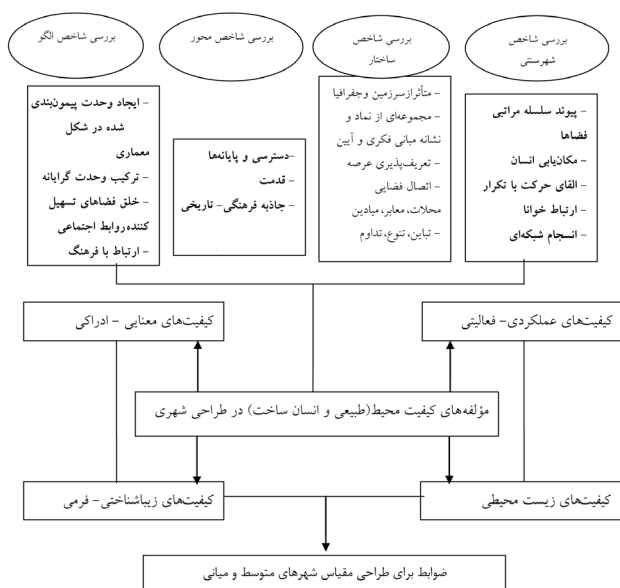 بررسی شاخص
شهرسنتی
بررسی شاخص
ساختار
بررسی شاخص محور
بررسی شاخص الگو
- پیوند سلسله مراتبی
فضاها
- مکان‌یابی انسان
- القای حرکت با تکرار
- ارتباط خوانا
- انسجام شبکه‌ای
- متأثرازسرزمین وجغرافیا
- مجموعه‌ای از نماد و
نشانه مبانی فکری و آیین
- تعریف‌پذیری عرصه
- اتصال فضایی
محلات، معابر، میادین
- تباین، تنوع، تداوم
-دسترسی و پایانه‌ها
- قدمت
- جاذبه فرهنگی- تاریخی
- ایجاد وحدت پیمون‌بندی
شده در شکل
معماری
- ترکیب وحدت گرایانه
- خلق فضاهای تسهیل
کننده‌روابط اجتماعی
- ارتباط با فرهنگ
کیفیت‌های عملکردی- فعالیتی
کیفیت‌های معنایی - ادراکی
مؤلفه‌های کیفیت محیط(طبیعی و انسان ساخت) در طراحی شهری
کیفیت‌های زیست محیطی
کیفیت‌های زیباشناختی- فرمی
ضوابط برای طراحی مقیاس شهرهای متوسط و میانی